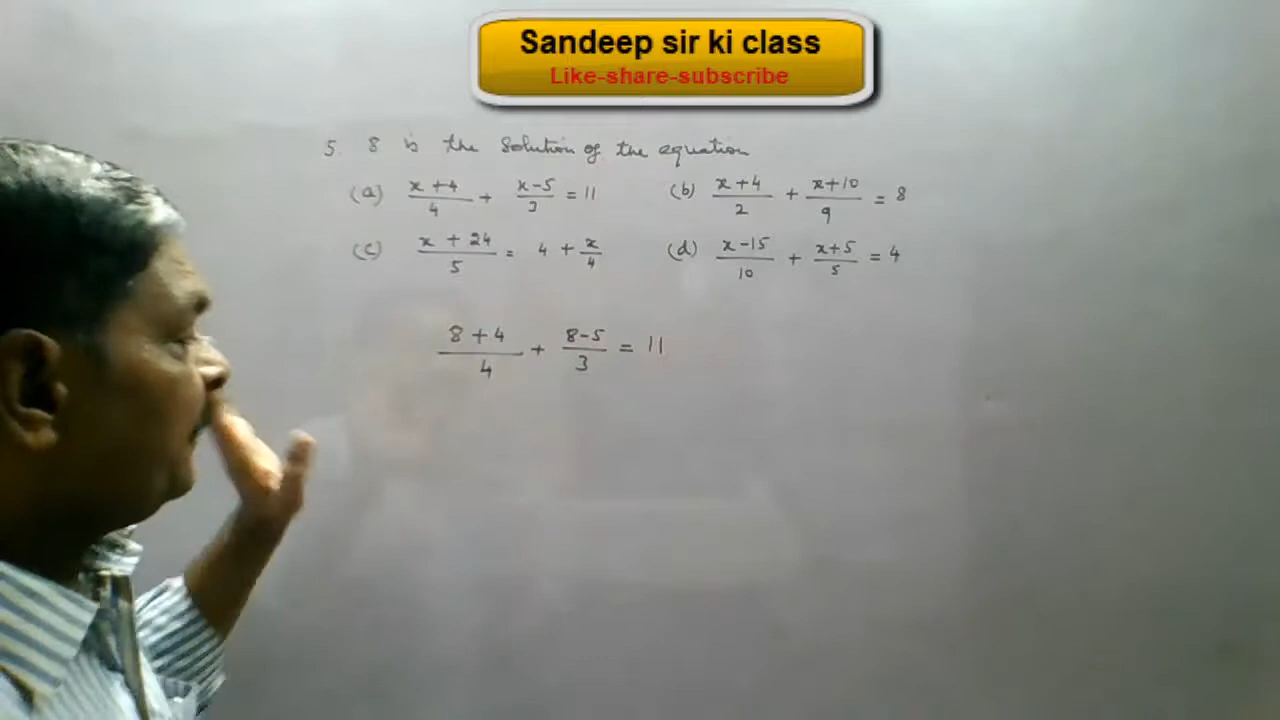 Sandeep sir ki class
Like-share-subscribe
5. 8 is the solution of the equation
(a) (x+4)/4 + (x-5)/3 = 11 (b) (x+4)/2 + (x+10)/9 = 8
(c) (x+24)/5 = 4 + x/4 (d) (x-15)/10 + (x+5)/5 = 4
(8+4)/4 + (8-5)/3 = 11